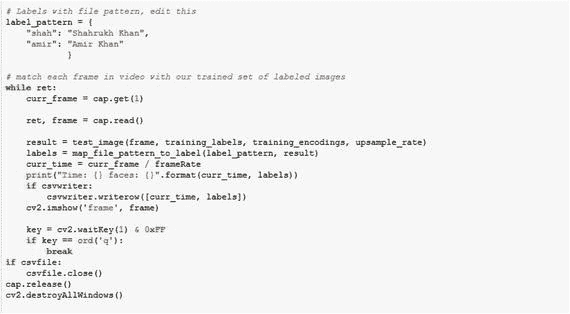 # Labels with file pattern, edit this
label_pattern = {
    "shah": "Shahrukh Khan",
    "amir": "Amir Khan"
            }
# match each frame in video with our trained set of labeled images
while ret:
    curr_frame = cap.get(1)
    ret, frame = cap.read()
    result = test_image(frame, training_labels, training_encodings, upsample_rate)
    labels = map_file_pattern_to_label(label_pattern, result)
    curr_time = curr_frame / frameRate
    print("Time: {} faces: {}".format(curr_time, labels))
    if csvwriter:
        csvwriter.writerow([curr_time, labels])
    cv2.imshow('frame', frame)
    key = cv2.waitKey(1) & 0xFF
    if key == ord('q'):
        break
if csvfile:
    csvfile.close()
cap.release()
cv2.destroyAllWindows()